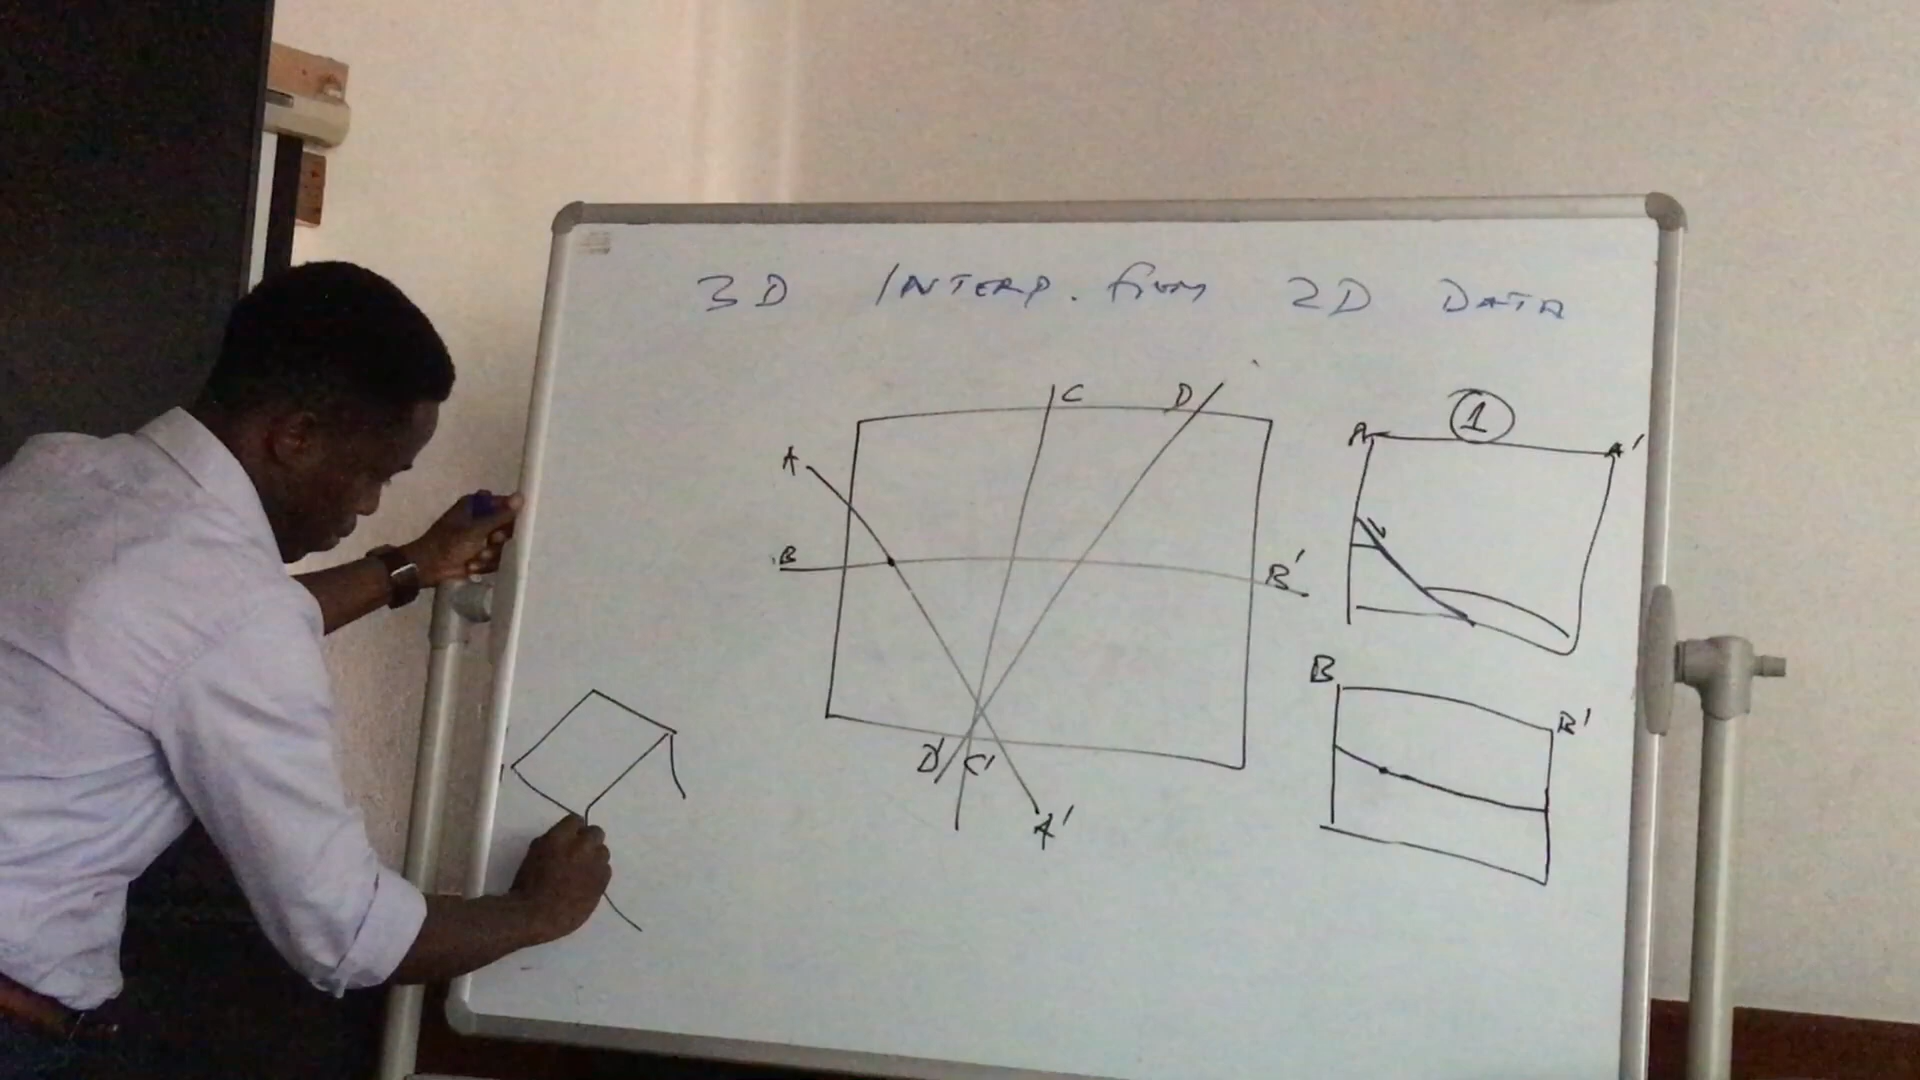 3D INTERP. from 2D DATA
C D
A
B B'
D' C'
A'
1
A A'
B B'